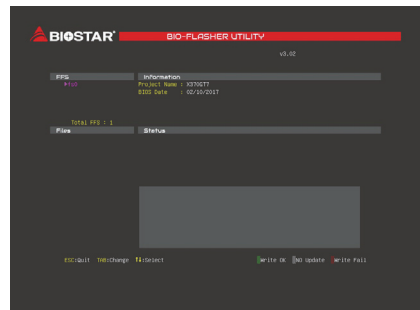 BIOSTAR®
BIO-FLASHER UTILITY
v3.02
FFS
Information
▶fs0
Project Name : X370GT7
BIOS Date : 02/10/2017
Total FFS : 1
Files
Status
ESC:Quit TAB:Change ↑↓:Select
Write OK NO Update Write Fail